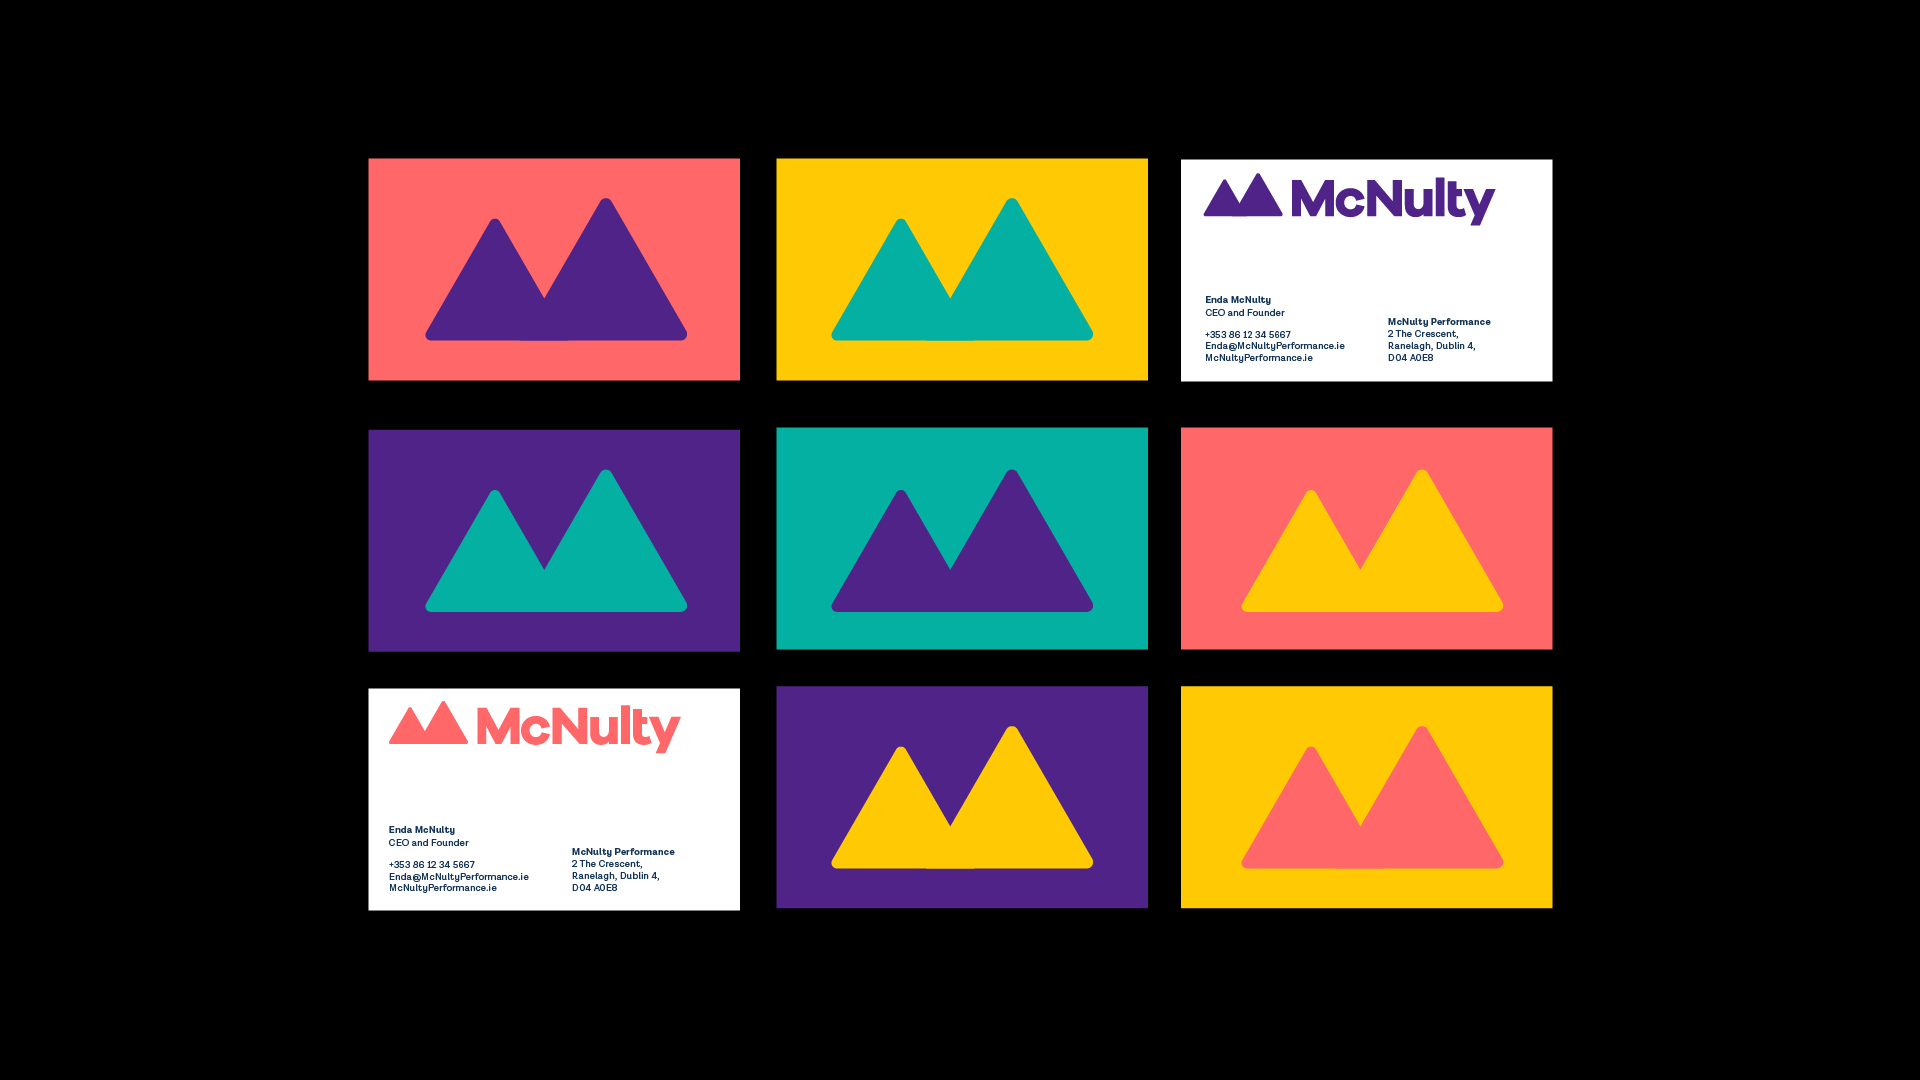 McNulty
Enda McNulty
CEO and Founder
+353 86 12 34 5667
Enda@McNultyPerformance.ie
McNultyPerformance.ie
McNulty Performance
2 The Crescent,
Ranelagh, Dublin 4,
D04 A0E8
McNulty
Enda McNulty
CEO and Founder
+353 86 12 34 5667
Enda@McNultyPerformance.ie
McNultyPerformance.ie
McNulty Performance
2 The Crescent,
Ranelagh, Dublin 4,
D04 A0E8